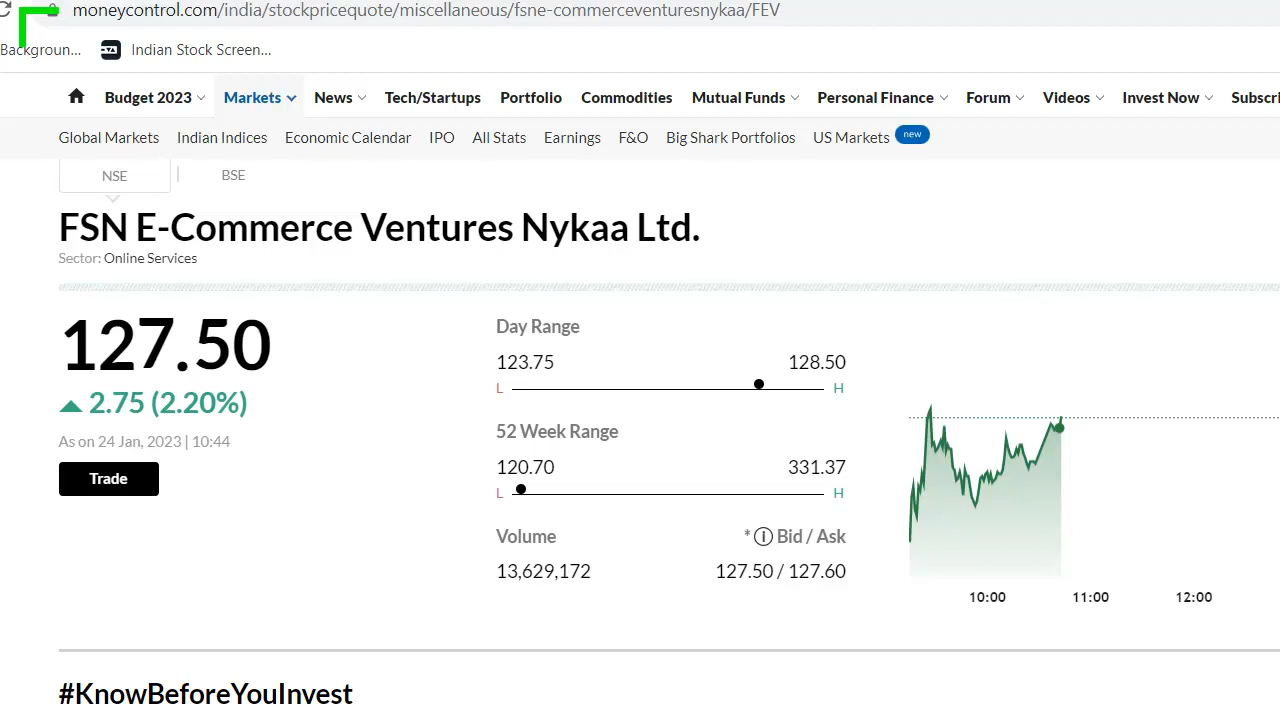 moneycontrol.com/india/stockpricequote/miscellaneous/fsne-commerceventuresnykaa/FEV
Backgroun... Indian Stock Screen...
Budget 2023 Markets News Tech/Startups Portfolio Commodities Mutual Funds Personal Finance Forum Videos Invest Now Subscri
Global Markets Indian Indices Economic Calendar IPO All Stats Earnings F&O Big Shark Portfolios US Markets new
NSE | BSE
FSN E-Commerce Ventures Nykaa Ltd.
Sector: Online Services
127.50
2.75 (2.20%)
As on 24 Jan, 2023 | 10:44
Trade
Day Range
123.75 128.50
L H
52 Week Range
120.70 331.37
L H
Volume * i Bid / Ask
13,629,172 127.50 / 127.60
10:00 11:00 12:00
#KnowBeforeYouInvest